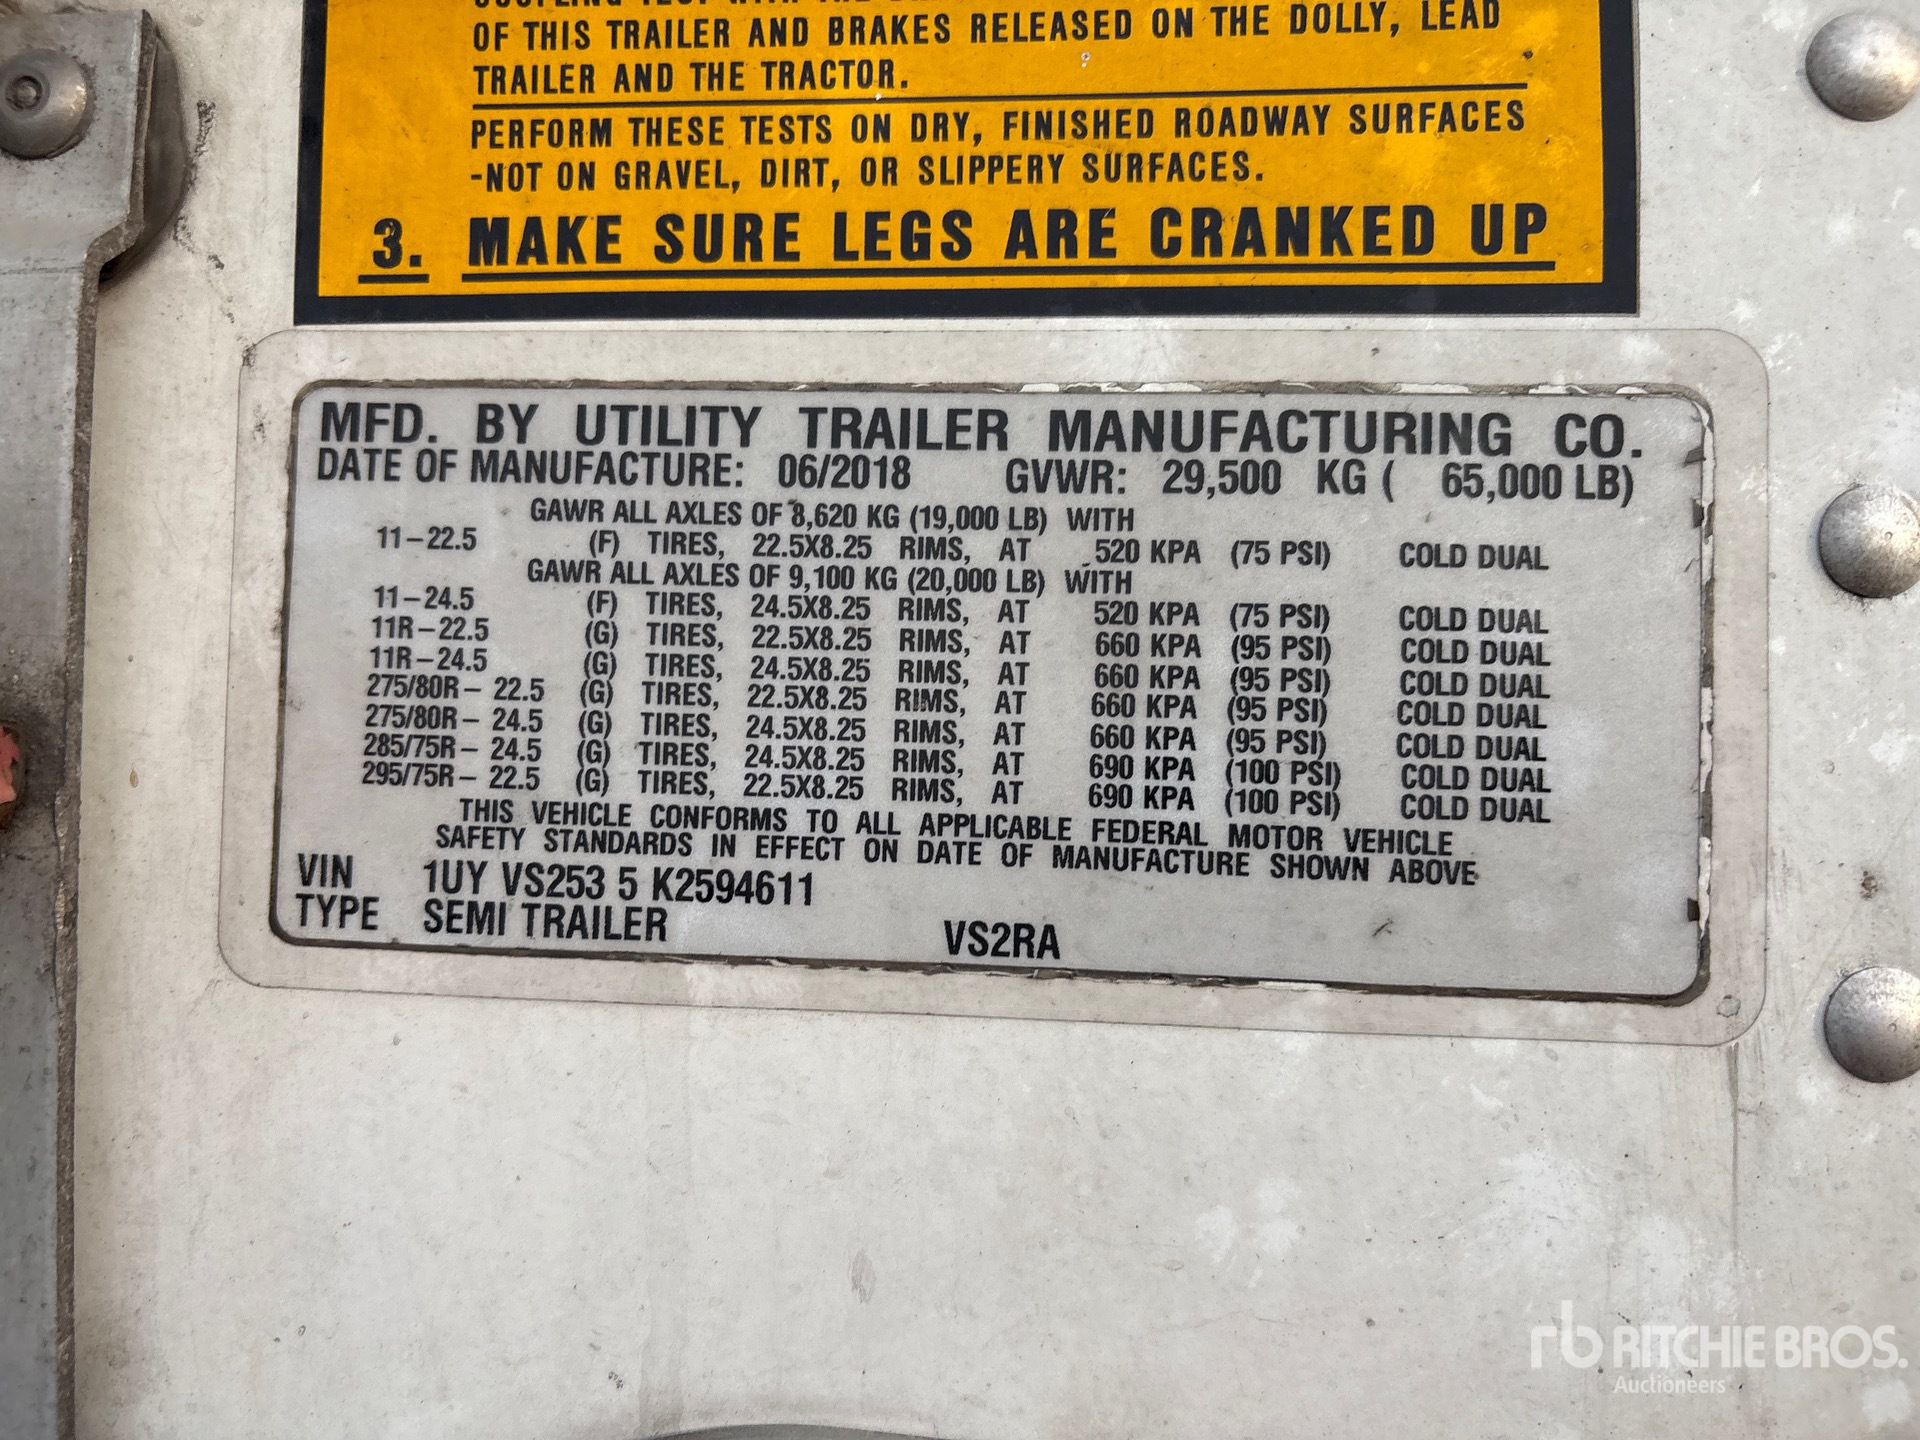 OF THIS TRAILER AND BRAKES RELEASED ON THE DOLLY, LEAD
TRAILER AND THE TRACTOR.
PERFORM THESE TESTS ON DRY, FINISHED ROADWAY SURFACES
-NOT ON GRAVEL, DIRT, OR SLIPPERY SURFACES.
3. MAKE SURE LEGS ARE CRANKED UP
MFD. BY UTILITY TRAILER MANUFACTURING CO.
DATE OF MANUFACTURE: 06/2018 GVWR: 29,500 KG ( 65,000 LB)
GAWR ALL AXLES OF 8,620 KG (19,000 LB) WITH
11-22.5 (F) TIRES, 22.5X8.25 RIMS, AT 520 KPA (75 PSI) COLD DUAL
GAWR ALL AXLES OF 9,100 KG (20,000 LB) WITH
11-24.5 (F) TIRES, 24.5X8.25 RIMS, AT 520 KPA (75 PSI) COLD DUAL
11R-22.5 (G) TIRES, 22.5X8.25 RIMS, AT 660 KPA (95 PSI) COLD DUAL
11R-24.5 (G) TIRES, 24.5X8.25 RIMS, AT 660 KPA (95 PSI) COLD DUAL
275/80R- 22.5 (G) TIRES, 22.5X8.25 RIMS, AT 660 KPA (95 PSI) COLD DUAL
275/80R- 24.5 (G) TIRES, 24.5X8.25 RIMS, AT 660 KPA (95 PSI) COLD DUAL
285/75R- 24.5 (G) TIRES, 24.5X8.25 RIMS, AT 690 KPA (100 PSI) COLD DUAL
295/75R- 22.5 (G) TIRES, 22.5X8.25 RIMS, AT 690 KPA (100 PSI) COLD DUAL
THIS VEHICLE CONFORMS TO ALL APPLICABLE FEDERAL MOTOR VEHICLE
SAFETY STANDARDS IN EFFECT ON DATE OF MANUFACTURE SHOWN ABOVE
VIN 1UY VS253 5 K2594611
TYPE SEMI TRAILER VS2RA
rb RITCHIE BROS.
Auctioneers